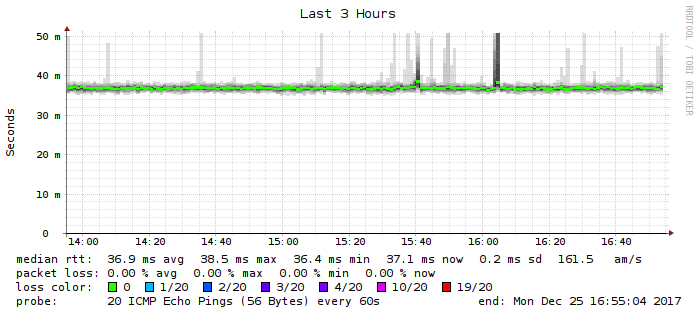 Last 3 Hours
RRDTOOL / TOBI OETIKER
Seconds
50 m
40 m
30 m
20 m
10 m
0
14:00 14:20 14:40 15:00 15:20 15:40 16:00 16:20 16:40
median rtt: 36.9 ms avg 38.5 ms max 36.4 ms min 37.1 ms now 0.2 ms sd 161.5 am/s
packet loss: 0.00 % avg 0.00 % max 0.00 % min 0.00 % now
loss color: 0 1/20 2/20 3/20 4/20 10/20 19/20
probe: 20 ICMP Echo Pings (56 Bytes) every 60s end: Mon Dec 25 16:55:04 2017